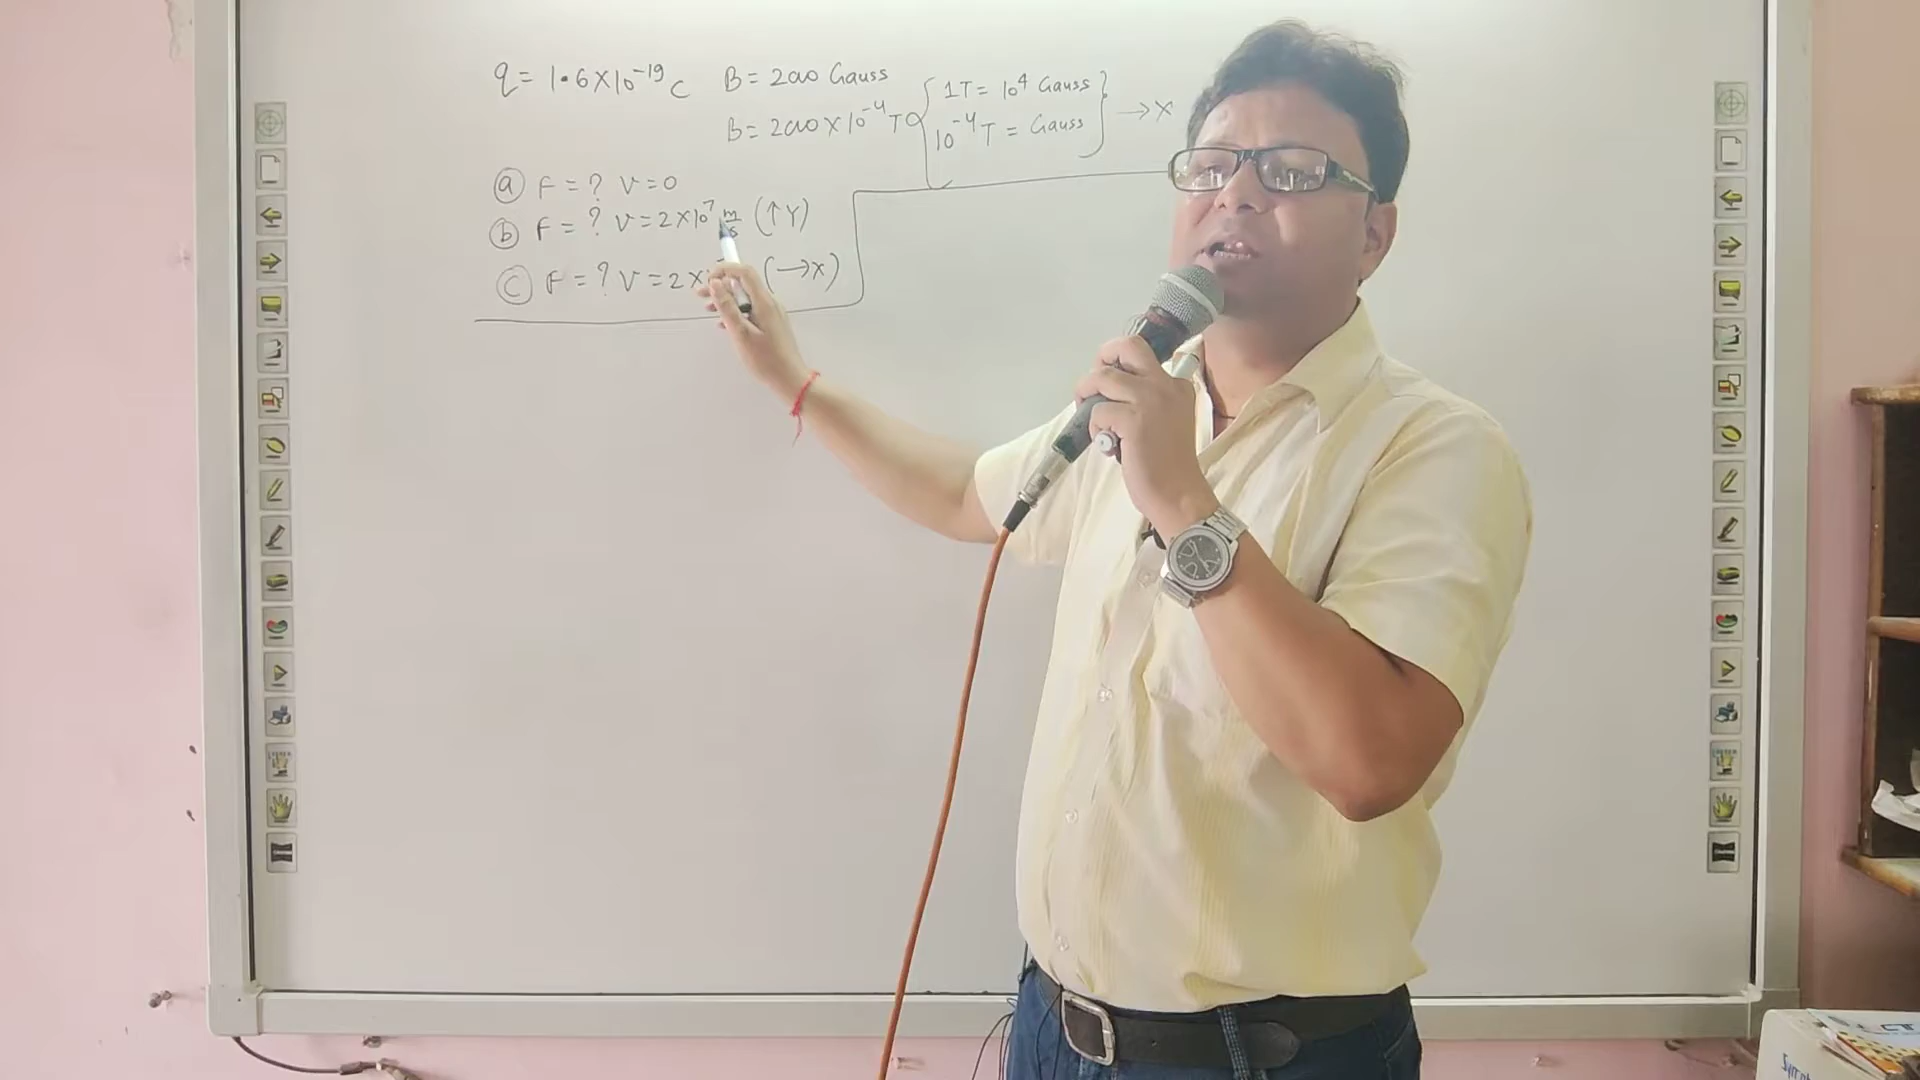 q = 1.6×10⁻¹⁹ C
B = 200 Gauss
B = 200 × 10⁻⁴ T
{ 1T = 10⁴ Gauss
10⁻⁴ T = Gauss } → X
ⓐ F = ? V = 0
ⓑ F = ? V = 2×10⁷ m/s (↑Y)
ⓒ F = ? V = 2× (→X)